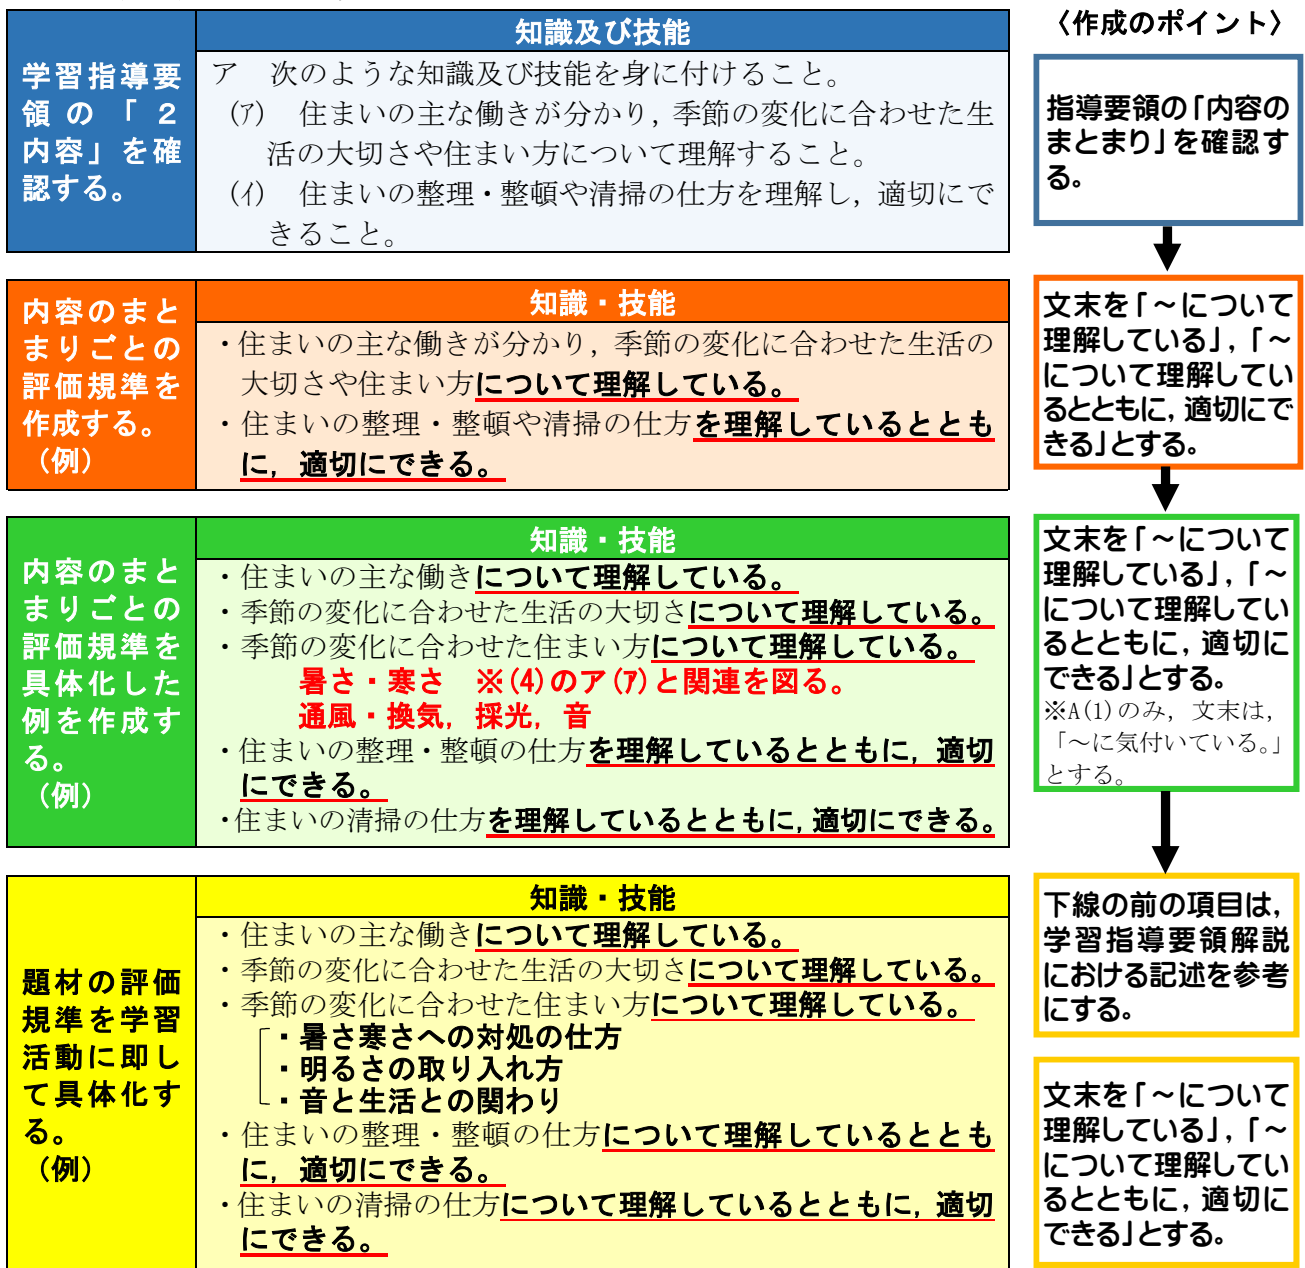 知識及び技能
学習指導要
領の「２
内容」を確
認する。
ア　次のような知識及び技能を身に付けること。
(ｱ)　住まいの主な働きが分かり，季節の変化に合わせた生
活の大切さや住まい方について理解すること。
(ｲ)　住まいの整理・整頓や清掃の仕方を理解し，適切にで
きること。
〈作成のポイント〉
指導要領の「内容の
まとまり」を確認す
る。
内容のまと
まりごとの
評価規準を
作成する。
（例）
知識・技能
・住まいの主な働きが分かり，季節の変化に合わせた生活の
大切さや住まい方について理解している。
・住まいの整理・整頓や清掃の仕方を理解しているととも
に，適切にできる。
文末を「～について
理解している」，「～
について理解してい
るとともに，適切にで
きる」とする。
内容のまと
まりごとの
評価規準を
具体化した
例を作成す
る。
（例）
知識・技能
・住まいの主な働きについて理解している。
・季節の変化に合わせた生活の大切さについて理解している。
・季節の変化に合わせた住まい方について理解している。
暑さ・寒さ　※(4)のア(ｱ)と関連を図る。
通風・換気，採光，音
・住まいの整理・整頓の仕方を理解しているとともに，適切
にできる。
・住まいの清掃の仕方を理解しているとともに，適切にできる。
文末を「～について
理解している」，「～
について理解してい
るとともに，適切に
できる」とする。
※A(1)のみ，文末は，
「～に気付いている。」
とする。
題材の評価
規準を学習
活動に即し
て具体化す
る。
（例）
知識・技能
・住まいの主な働きについて理解している。
・季節の変化に合わせた生活の大切さについて理解している。
・季節の変化に合わせた住まい方について理解している。
・暑さ寒さへの対処の仕方
・明るさの取り入れ方
・音と生活との関わり
・住まいの整理・整頓の仕方について理解しているととも
に，適切にできる。
・住まいの清掃の仕方について理解しているとともに，適切
にできる。
下線の前の項目は，
学習指導要領解説
における記述を参考
にする。
文末を「～について
理解している」，「～
について理解してい
るとともに，適切に
できる」とする。